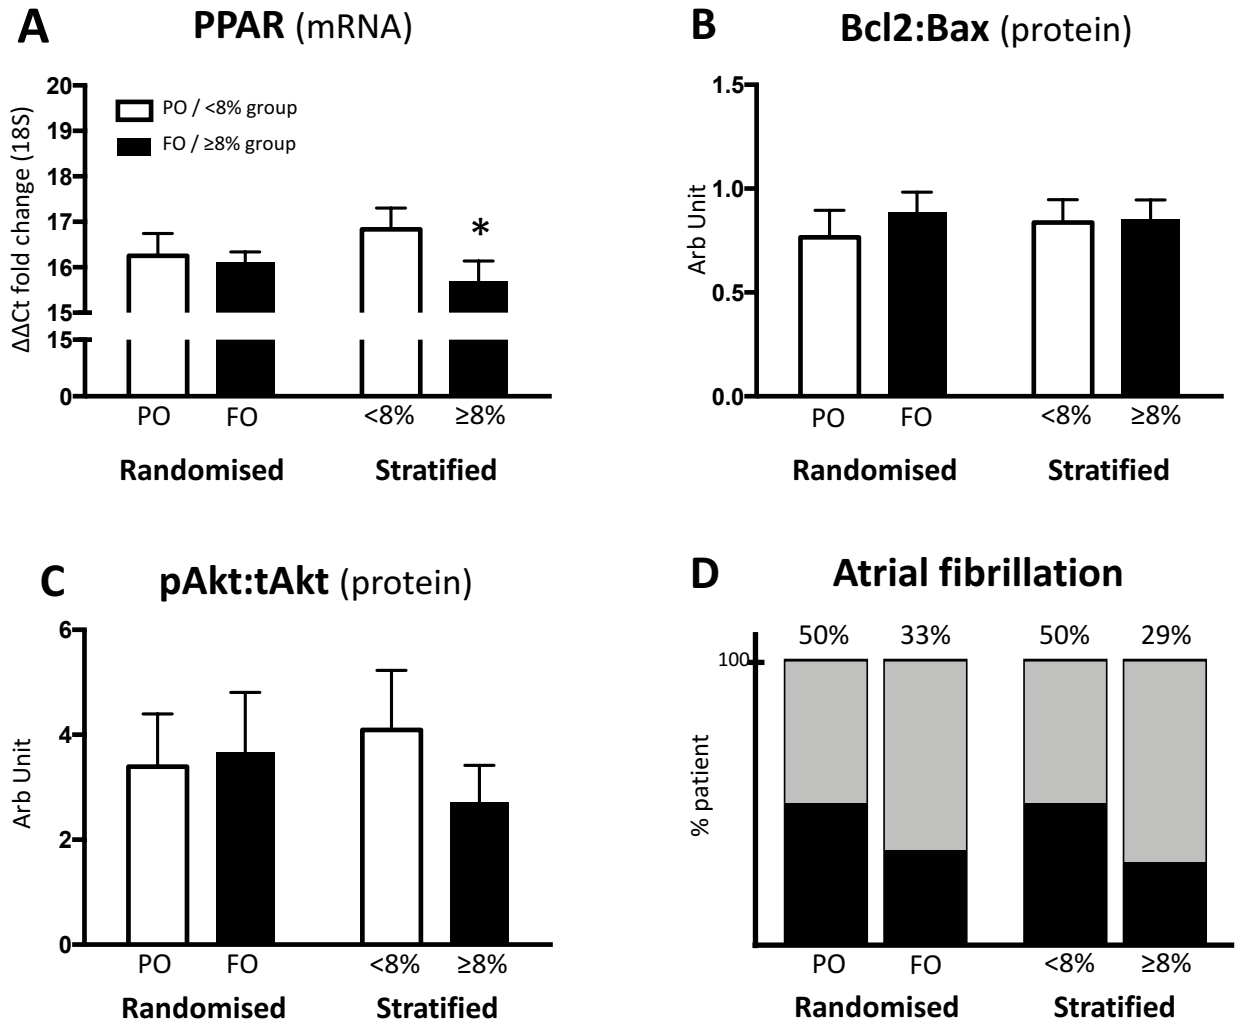 A PPAR (mRNA)
ΔΔCt fold change (18S)
20
19
18
17
16
15
15
0
PO / <8% group
FO / ≥8% group
*
PO FO <8% ≥8%
Randomised Stratified
B Bcl2:Bax (protein)
Arb Unit
1.5
1.0
0.5
0.0
PO FO <8% ≥8%
Randomised Stratified
C pAkt:tAkt (protein)
Arb Unit
6
4
2
0
PO FO <8% ≥8%
Randomised Stratified
D Atrial fibrillation
% patient
50% 33% 50% 29%
100
PO FO <8% ≥8%
Randomised Stratified